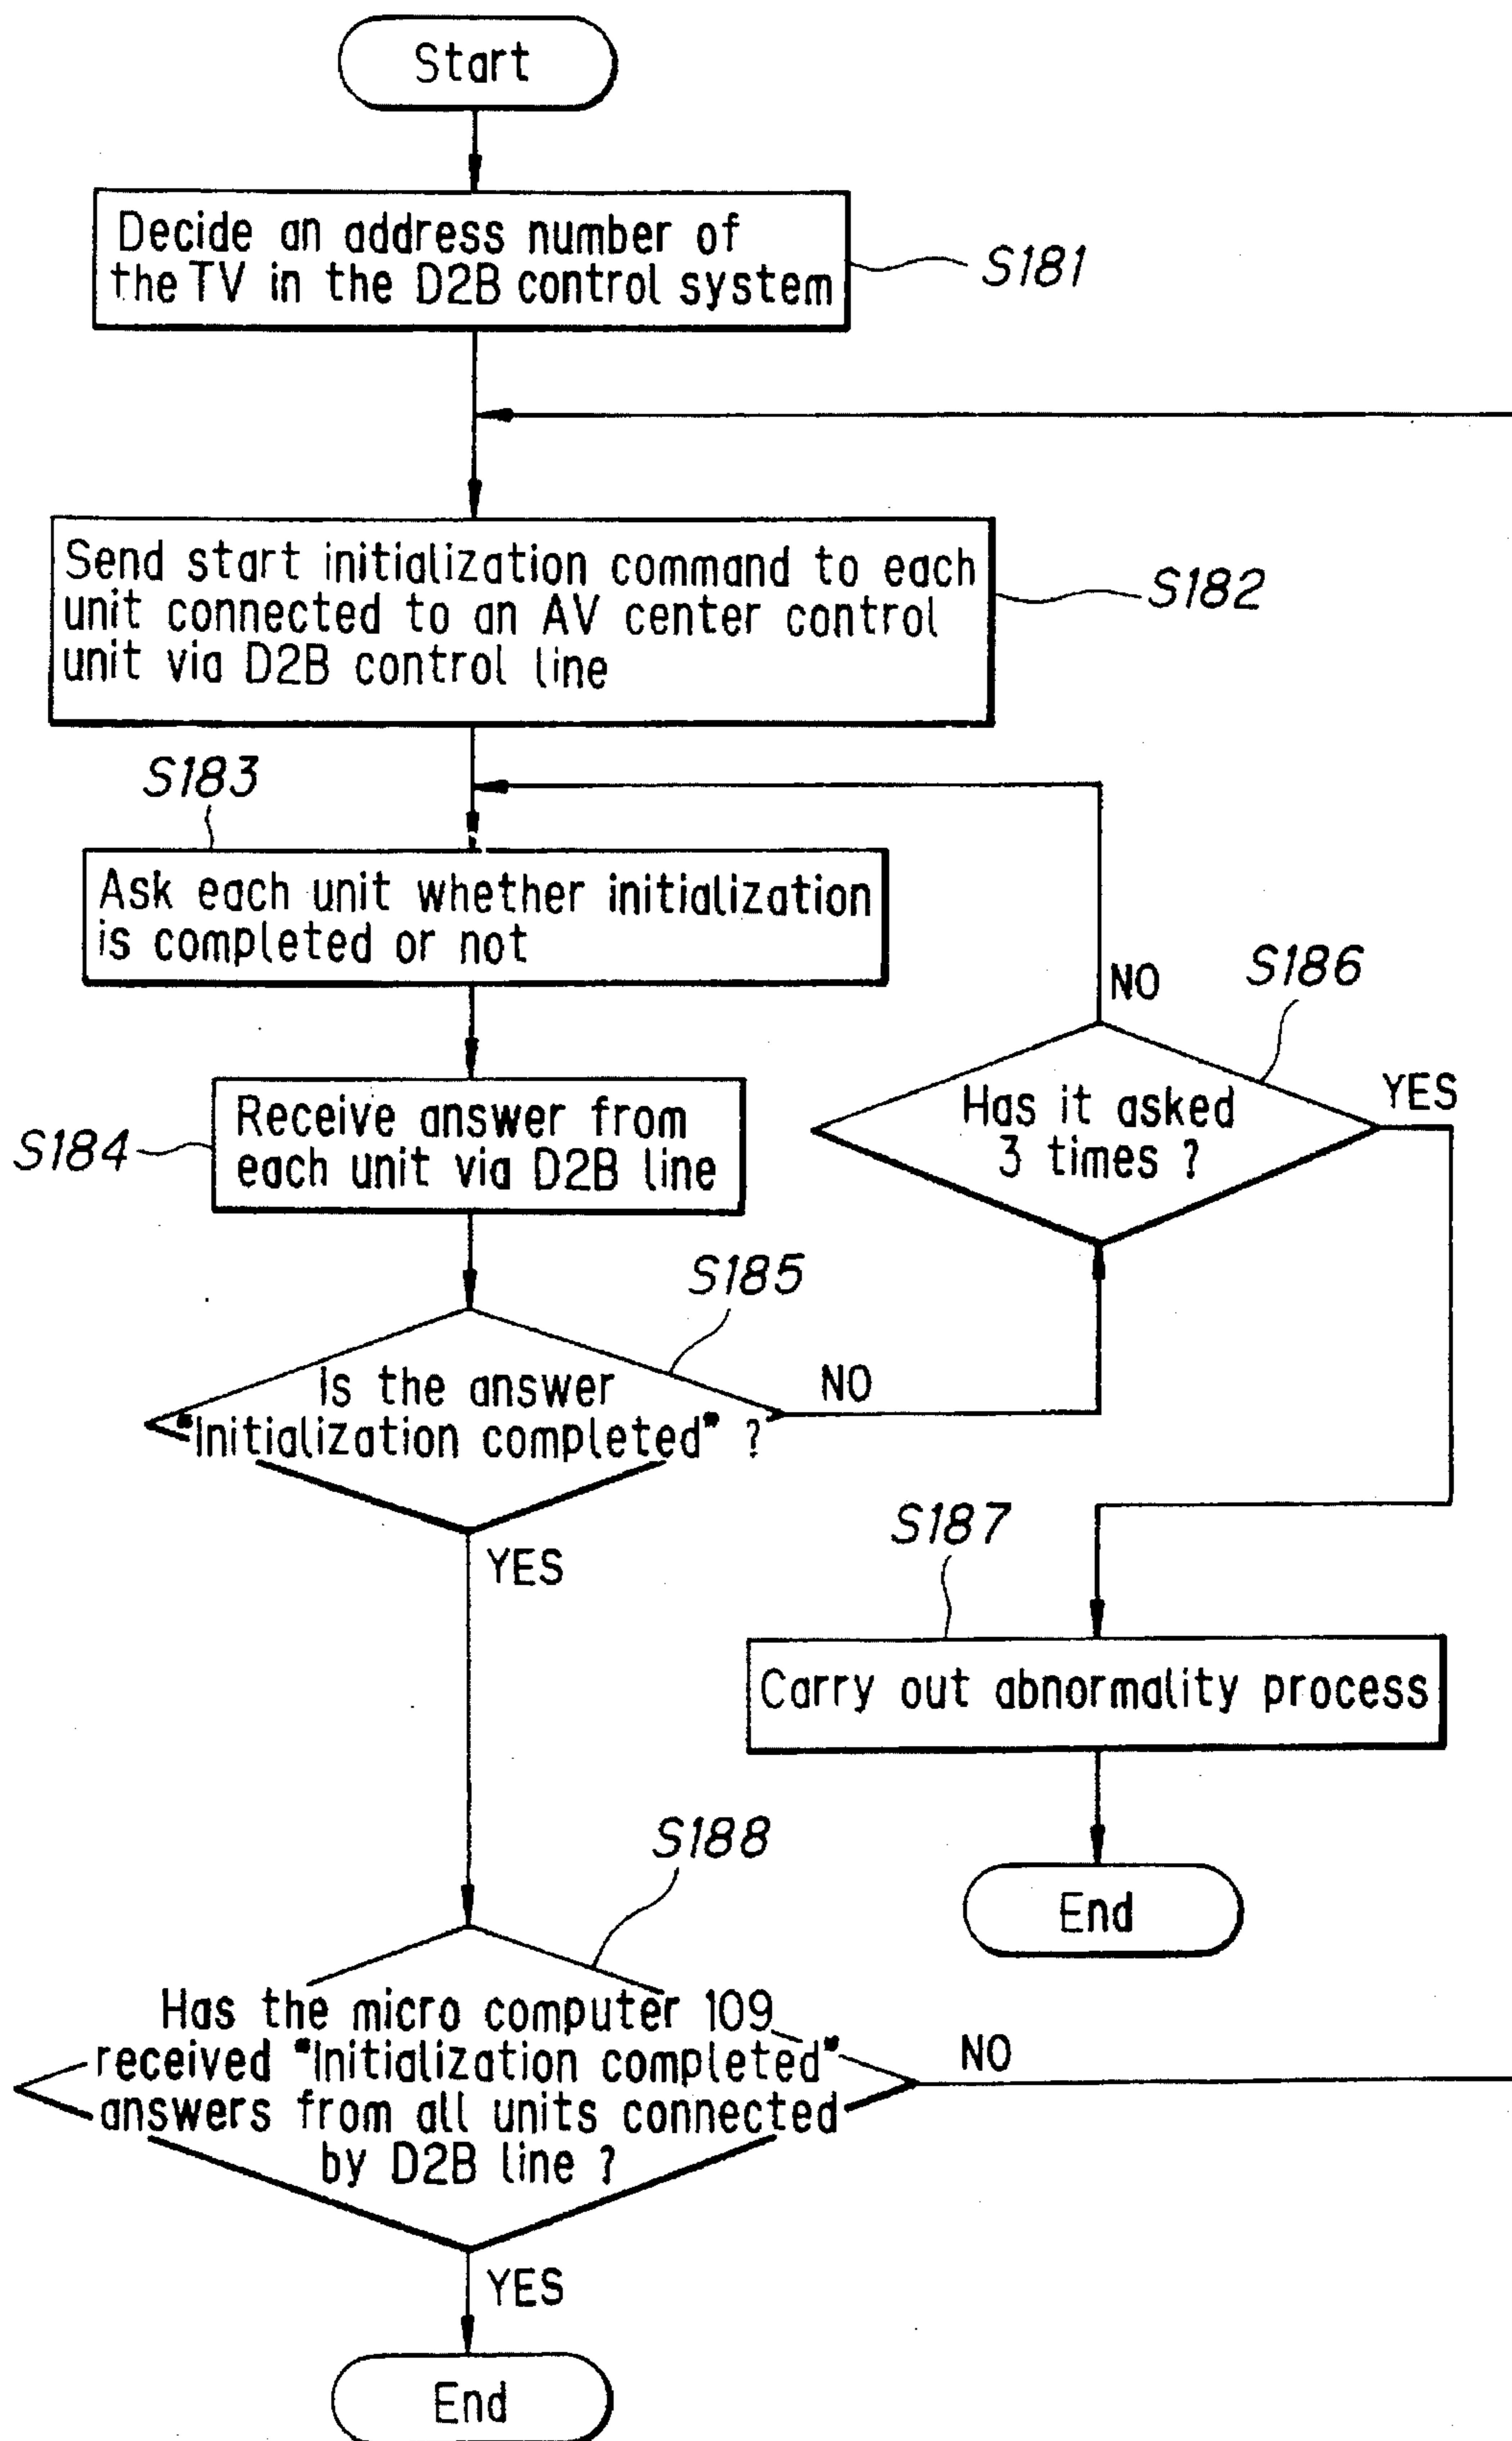 Start
Decide an address number of
the TV in the D2B control system
S181
Send start initialization command to each
unit connected to an AV center control
unit via D2B control line
S182
S183
Ask each unit whether initialization
is completed or not
NO
S186
Has it asked
3 times ?
YES
S184
Receive answer from
each unit via D2B line
S185
Is the answer
"Initialization completed" ?
NO
YES
S187
Carry out abnormality process
End
S188
Has the micro computer 109
received "Initialization completed"
answers from all units connected
by D2B line ?
NO
YES
End